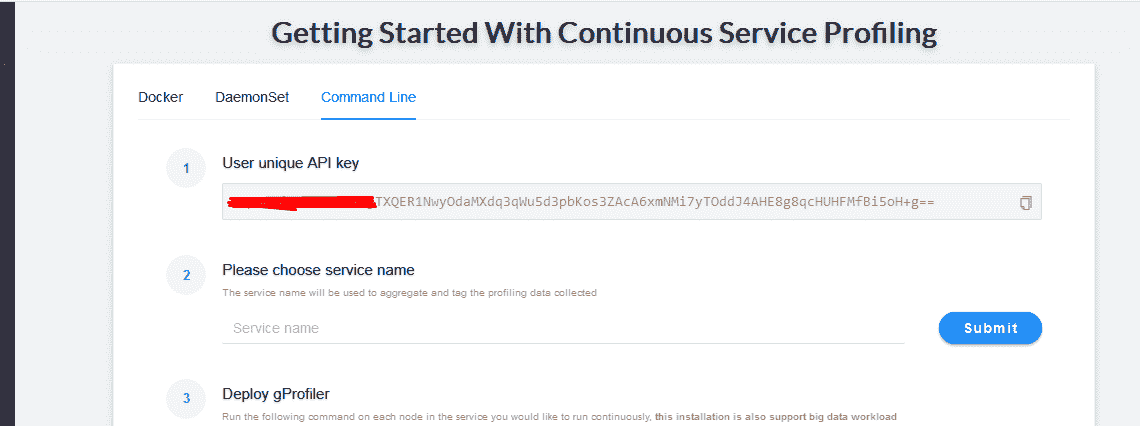 Getting Started With Continuous Service Profiling
Docker DaemonSet Command Line
1 User unique API key
TXQER1NwyOdaMXdq3qWu5d3pbKos3ZAcA6xmNMi7yTOddJ4AHE8g8qcHUHFMfBi5oH+g==
2 Please choose service name
The service name will be used to aggregate and tag the profiling data collected
Service name Submit
3 Deploy gProfiler
Run the following command on each node in the service you would like to run continuously, this installation is also support big data workload